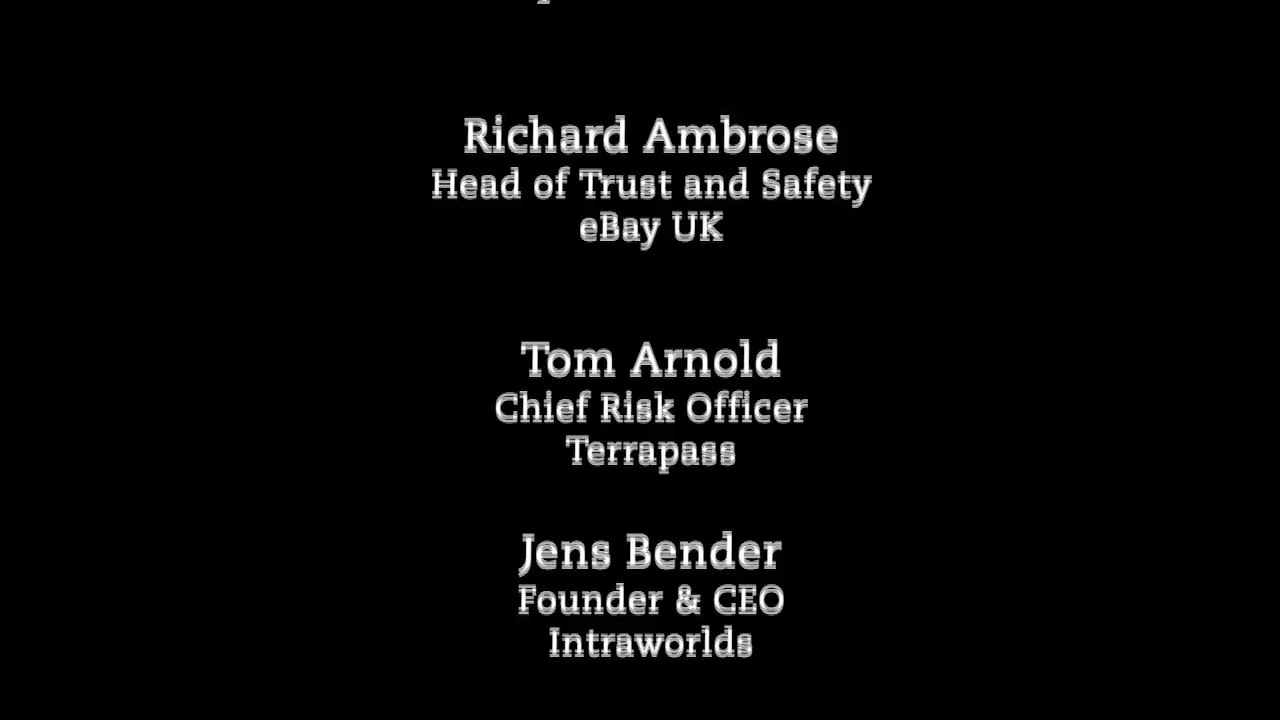 Richard Ambrose
Head of Trust and Safety
eBay UK
Tom Arnold
Chief Risk Officer
Terrapass
Jens Bender
Founder & CEO
Intraworlds